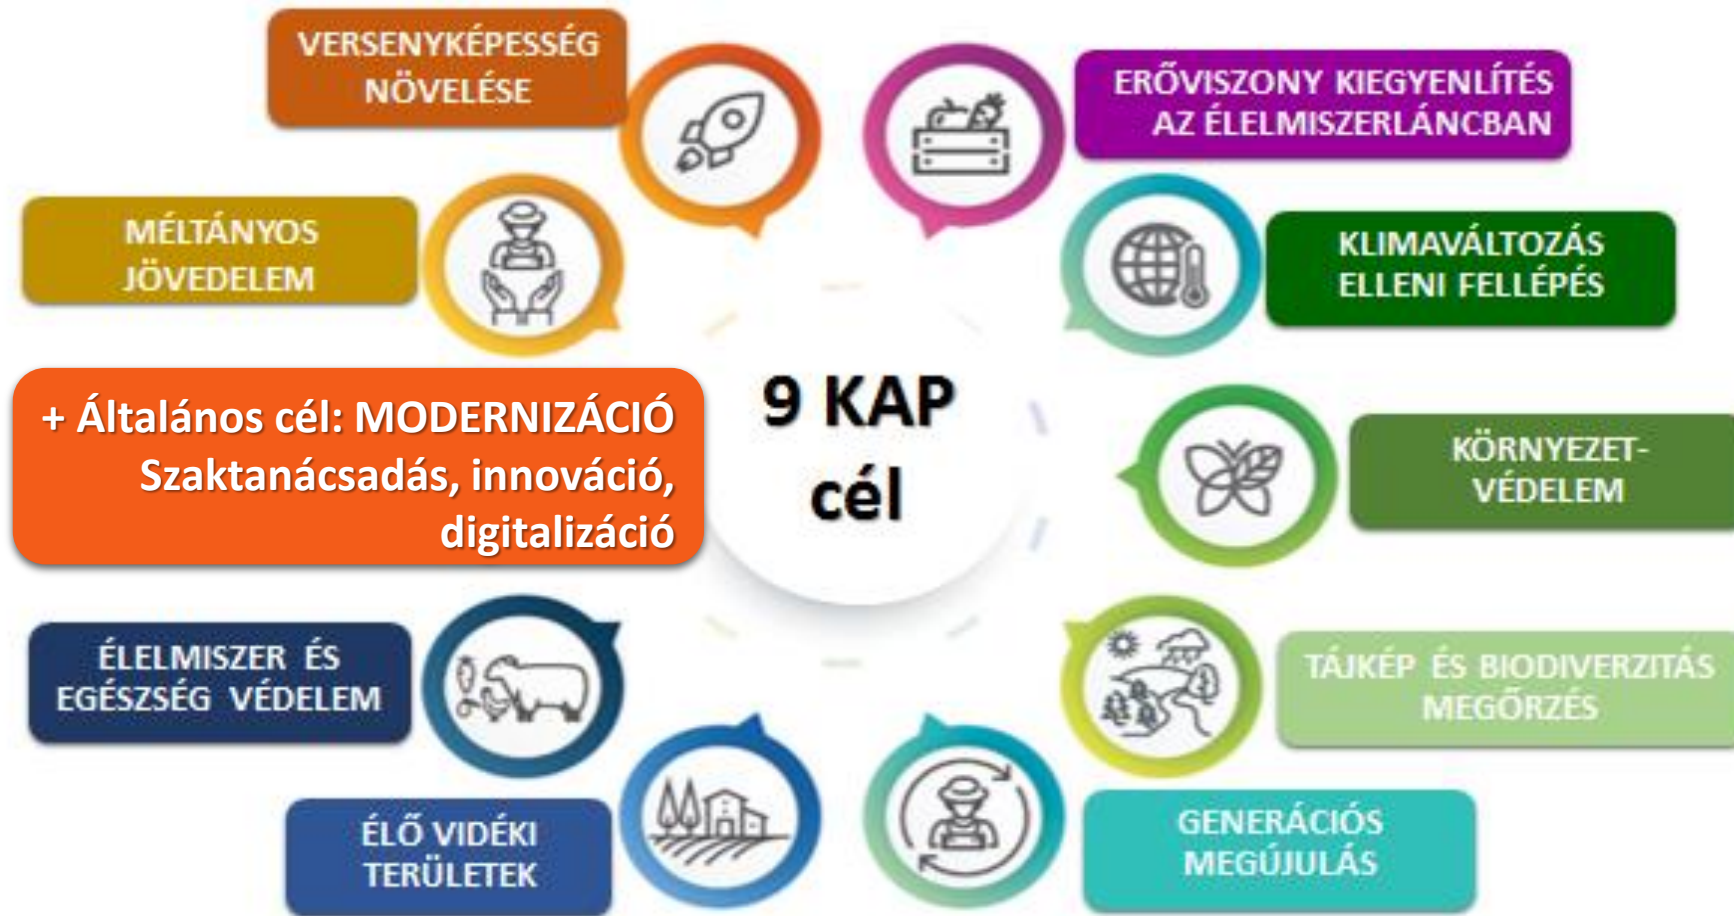 VERSENYKÉPESSÉG
NÖVELÉSE
ERŐVISZONY KIEGYENLÍTÉS
AZ ÉLELMISZERLÁNCBAN
MÉLTÁNYOS
JÖVEDELEM
KLIMAVÁLTOZÁS
ELLENI FELLÉPÉS
+ Általános cél: MODERNIZÁCIÓ
Szaktanácsadás, innováció,
digitalizáció
9 KAP
cél
KÖRNYEZET-
VÉDELEM
ÉLELMISZER ÉS
EGÉSZSÉG VÉDELEM
TÁJKÉP ÉS BIODIVERZITÁS
MEGŐRZÉS
ÉLŐ VIDÉKI
TERÜLETEK
GENERÁCIÓS
MEGÚJULÁS